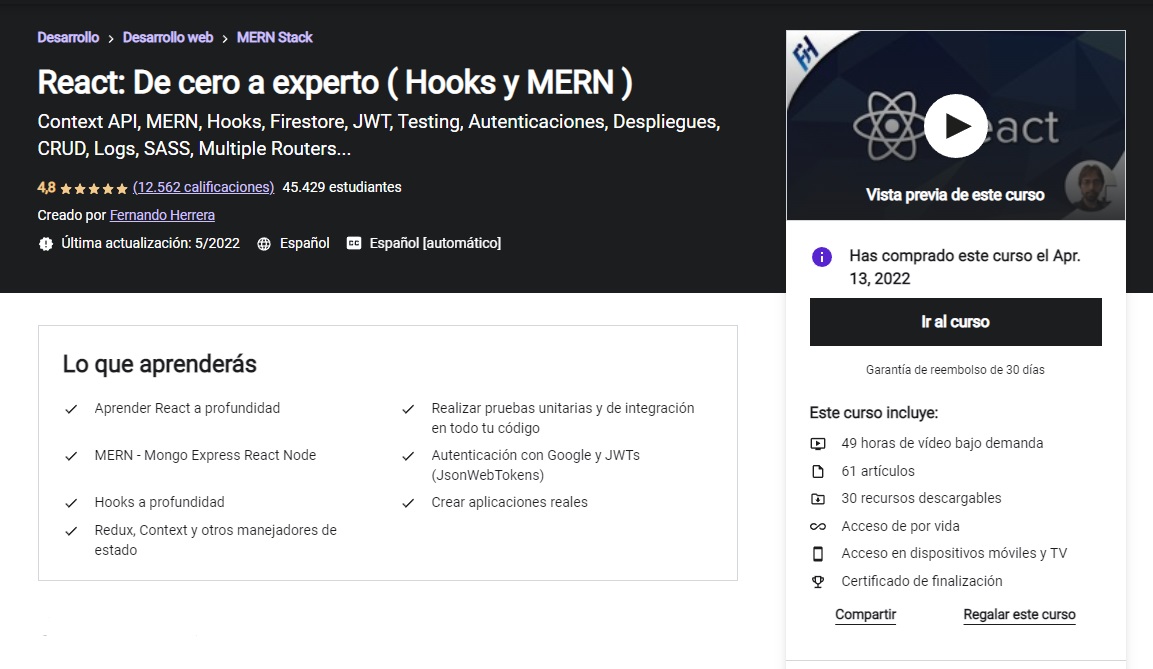 Desarrollo > Desarrollo web > MERN Stack
React: De cero a experto ( Hooks y MERN )
Context API, MERN, Hooks, Firestore, JWT, Testing, Autenticaciones, Despliegues,
CRUD, Logs, SASS, Multiple Routers...
4,8 (12.562 calificaciones) 45.429 estudiantes
Creado por Fernando Herrera
Última actualización: 5/2022 Español CC Español [automático]
FH
eact
Vista previa de este curso
Has comprado este curso el Apr.
13, 2022
Ir al curso
Garantía de reembolso de 30 días
Este curso incluye:
49 horas de vídeo bajo demanda
61 artículos
30 recursos descargables
Acceso de por vida
Acceso en dispositivos móviles y TV
Certificado de finalización
Compartir Regalar este curso
Lo que aprenderás
Aprender React a profundidad
MERN - Mongo Express React Node
Hooks a profundidad
Redux, Context y otros manejadores de
estado
Realizar pruebas unitarias y de integración
en todo tu código
Autenticación con Google y JWTs
(JsonWebTokens)
Crear aplicaciones reales